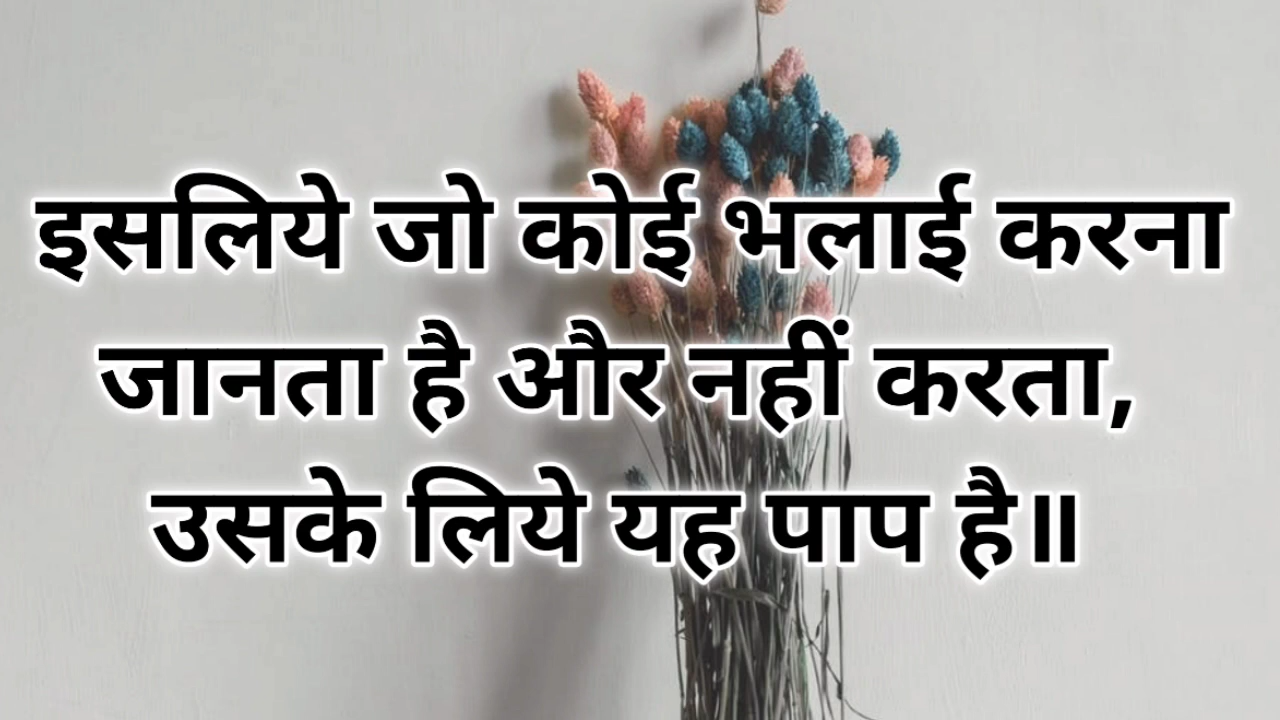 इसलिये जो कोई भलाई करना
जानता है और नहीं करता,
उसके लिये यह पाप है॥